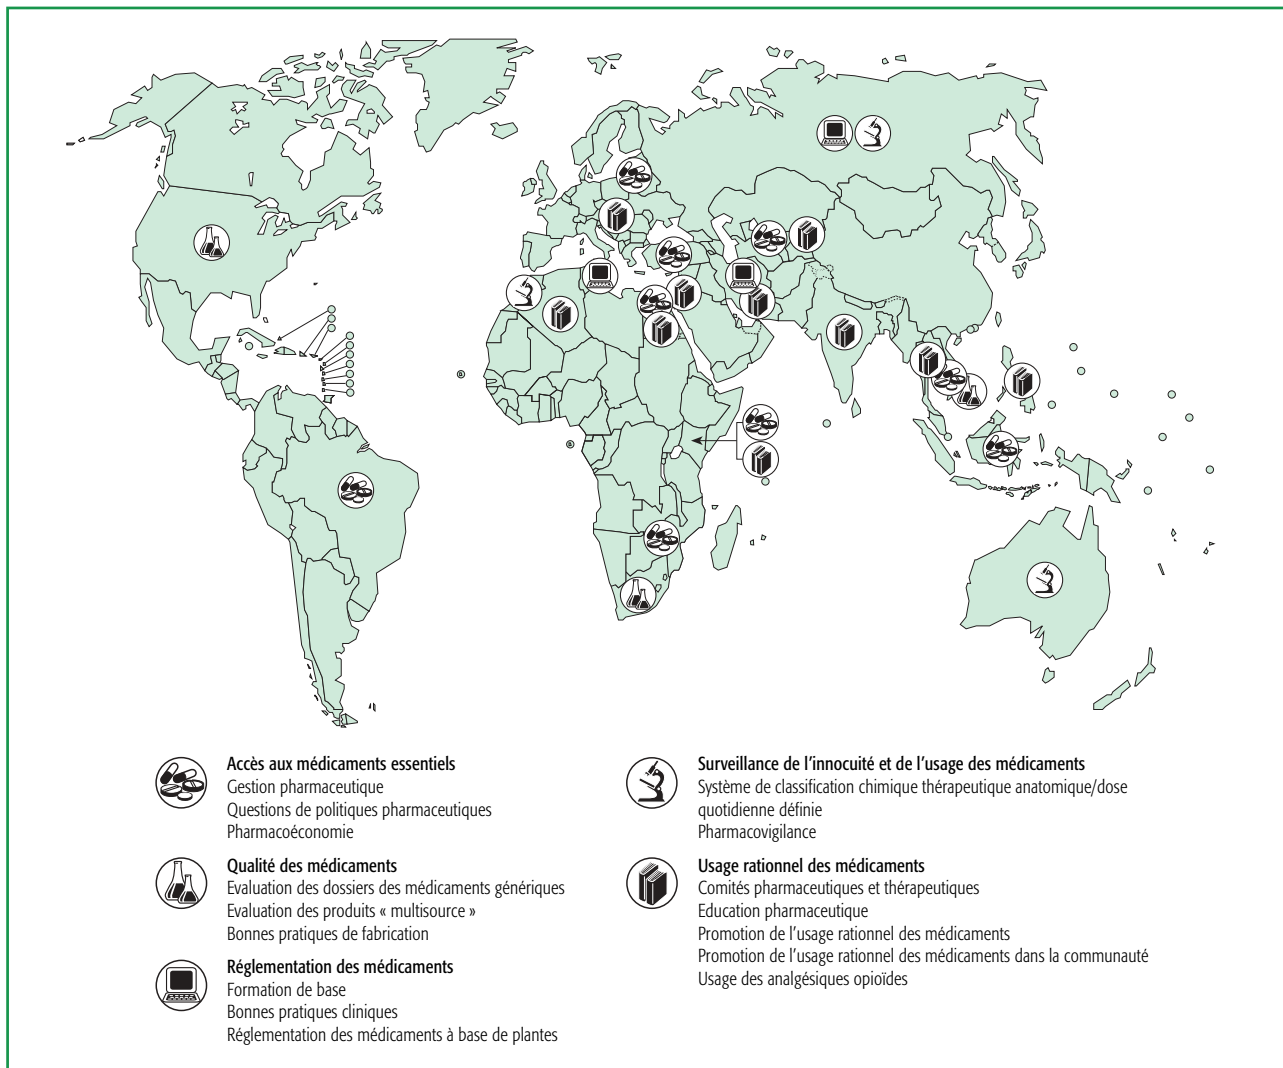 Accès aux médicaments essentiels
Gestion pharmaceutique
Questions de politiques pharmaceutiques
Pharmacoéconomie
Qualité des médicaments
Evaluation des dossiers des médicaments génériques
Evaluation des produits « multisource »
Bonnes pratiques de fabrication
Réglementation des médicaments
Formation de base
Bonnes pratiques cliniques
Réglementation des médicaments à base de plantes
Surveillance de l’innocuité et de l’usage des médicaments
Système de classification chimique thérapeutique anatomique/dose
quotidienne définie
Pharmacovigilance
Usage rationnel des médicaments
Comités pharmaceutiques et thérapeutiques
Education pharmaceutique
Promotion de l’usage rationnel des médicaments
Promotion de l’usage rationnel des médicaments dans la communauté
Usage des analgésiques opioïdes